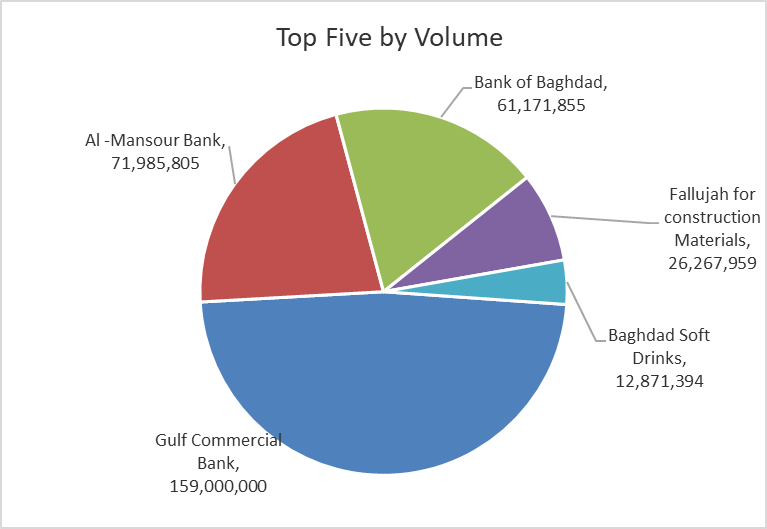 Top Five by Volume
Bank of Baghdad,
61,171,855
Al -Mansour Bank,
71,985,805
Fallujah for
construction
Materials,
26,267,959
Baghdad Soft
Drinks,
12,871,394
Gulf Commercial
Bank,
159,000,000